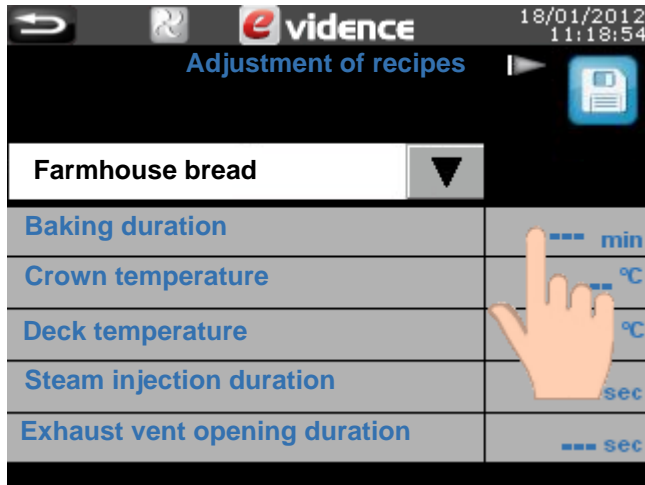 evidence 18/01/2012
11:18:54
Adjustment of recipes
Farmhouse bread
Baking duration --- min
Crown temperature -- °C
Deck temperature °C
Steam injection duration sec
Exhaust vent opening duration --- sec